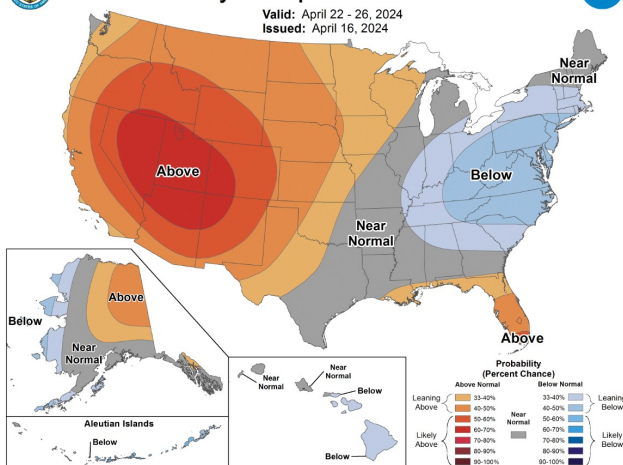 Valid: April 22 - 26, 2024
Issued: April 16, 2024
Near
Normal
Above
Below
Near
Normal
Above
Below
Near
Normal
Above
Aleutian Islands
Below
Near
Normal
Near
Normal
Below
Below
Probability
(Percent Chance)
Above Normal
Below Normal
Leaning
Above
33-40%
40-50%
Likely
Above
50-60%
60-70%
70-80%
80-90%
90-100%
Near
Normal
33-40%
40-50%
Leaning
Below
50-60%
60-70%
70-80%
80-90%
90-100%
Likely
Below